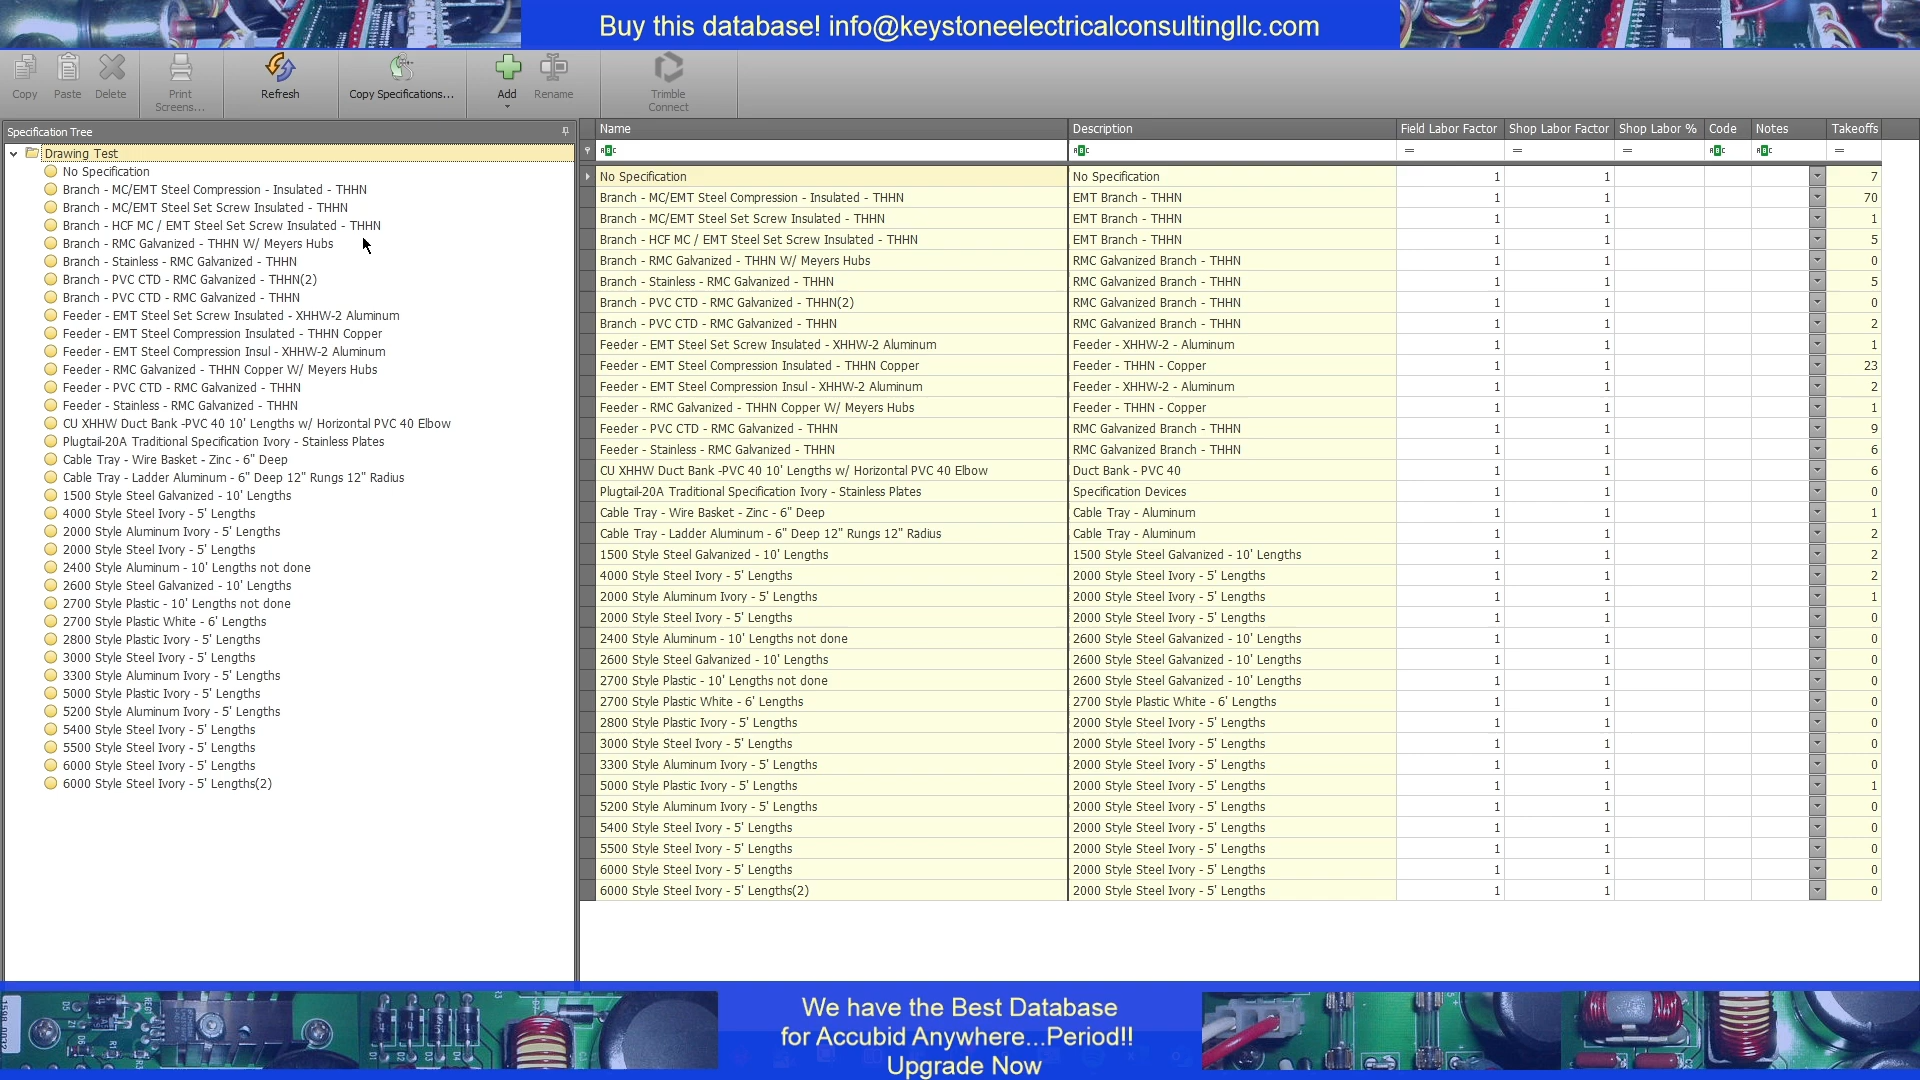 Buy this database! info@keystoneelectricalconsultingllc.com
Copy Paste Delete Print Screens... Refresh Copy Specifications... Add Rename Trimble Connect
Specification Tree
Drawing Test
No Specification
Branch - MC/EMT Steel Compression - Insulated - THHN
Branch - MC/EMT Steel Set Screw Insulated - THHN
Branch - HCF MC / EMT Steel Set Screw Insulated - THHN
Branch - RMC Galvanized - THHN W/ Meyers Hubs
Branch - Stainless - RMC Galvanized - THHN
Branch - PVC CTD - RMC Galvanized - THHN(2)
Branch - PVC CTD - RMC Galvanized - THHN
Feeder - EMT Steel Set Screw Insulated - XHHW-2 Aluminum
Feeder - EMT Steel Compression Insulated - THHN Copper
Feeder - EMT Steel Compression Insul - XHHW-2 Aluminum
Feeder - RMC Galvanized - THHN Copper W/ Meyers Hubs
Feeder - PVC CTD - RMC Galvanized - THHN
Feeder - Stainless - RMC Galvanized - THHN
CU XHHW Duct Bank -PVC 40 10' Lengths w/ Horizontal PVC 40 Elbow
Plugtail-20A Traditional Specification Ivory - Stainless Plates
Cable Tray - Wire Basket - Zinc - 6" Deep
Cable Tray - Ladder Aluminum - 6" Deep 12" Rungs 12" Radius
1500 Style Steel Galvanized - 10' Lengths
4000 Style Steel Ivory - 5' Lengths
2000 Style Aluminum Ivory - 5' Lengths
2000 Style Steel Ivory - 5' Lengths
2400 Style Aluminum - 10' Lengths not done
2600 Style Steel Galvanized - 10' Lengths
2700 Style Plastic - 10' Lengths not done
2700 Style Plastic White - 6' Lengths
2800 Style Plastic Ivory - 5' Lengths
3000 Style Steel Ivory - 5' Lengths
3300 Style Aluminum Ivory - 5' Lengths
5000 Style Plastic Ivory - 5' Lengths
5200 Style Aluminum Ivory - 5' Lengths
5400 Style Steel Ivory - 5' Lengths
5500 Style Steel Ivory - 5' Lengths
6000 Style Steel Ivory - 5' Lengths
6000 Style Steel Ivory - 5' Lengths(2)
Name Description Field Labor Factor Shop Labor Factor Shop Labor % Code Notes Takeoffs
No Specification No Specification 1 1 7
Branch - MC/EMT Steel Compression - Insulated - THHN EMT Branch - THHN 1 1 70
Branch - MC/EMT Steel Set Screw Insulated - THHN EMT Branch - THHN 1 1 1
Branch - HCF MC / EMT Steel Set Screw Insulated - THHN EMT Branch - THHN 1 1 5
Branch - RMC Galvanized - THHN W/ Meyers Hubs RMC Galvanized Branch - THHN 1 1 0
Branch - Stainless - RMC Galvanized - THHN RMC Galvanized Branch - THHN 1 1 5
Branch - PVC CTD - RMC Galvanized - THHN(2) RMC Galvanized Branch - THHN 1 1 0
Branch - PVC CTD - RMC Galvanized - THHN RMC Galvanized Branch - THHN 1 1 2
Feeder - EMT Steel Set Screw Insulated - XHHW-2 Aluminum Feeder - XHHW-2 - Aluminum 1 1 1
Feeder - EMT Steel Compression Insulated - THHN Copper Feeder - THHN - Copper 1 1 23
Feeder - EMT Steel Compression Insul - XHHW-2 Aluminum Feeder - XHHW-2 - Aluminum 1 1 2
Feeder - RMC Galvanized - THHN Copper W/ Meyers Hubs Feeder - THHN - Copper 1 1 1
Feeder - PVC CTD - RMC Galvanized - THHN RMC Galvanized Branch - THHN 1 1 9
Feeder - Stainless - RMC Galvanized - THHN RMC Galvanized Branch - THHN 1 1 6
CU XHHW Duct Bank -PVC 40 10' Lengths w/ Horizontal PVC 40 Elbow Duct Bank - PVC 40 1 1 6
Plugtail-20A Traditional Specification Ivory - Stainless Plates Specification Devices 1 1 0
Cable Tray - Wire Basket - Zinc - 6" Deep Cable Tray - Aluminum 1 1 1
Cable Tray - Ladder Aluminum - 6" Deep 12" Rungs 12" Radius Cable Tray - Aluminum 1 1 2
1500 Style Steel Galvanized - 10' Lengths 1500 Style Steel Galvanized - 10' Lengths 1 1 2
4000 Style Steel Ivory - 5' Lengths 2000 Style Steel Ivory - 5' Lengths 1 1 2
2000 Style Aluminum Ivory - 5' Lengths 2000 Style Steel Ivory - 5' Lengths 1 1 1
2000 Style Steel Ivory - 5' Lengths 2000 Style Steel Ivory - 5' Lengths 1 1 0
2400 Style Aluminum - 10' Lengths not done 2600 Style Steel Galvanized - 10' Lengths 1 1 0
2600 Style Steel Galvanized - 10' Lengths 2600 Style Steel Galvanized - 10' Lengths 1 1 0
2700 Style Plastic - 10' Lengths not done 2600 Style Steel Galvanized - 10' Lengths 1 1 0
2700 Style Plastic White - 6' Lengths 2700 Style Plastic White - 6' Lengths 1 1 0
2800 Style Plastic Ivory - 5' Lengths 2000 Style Steel Ivory - 5' Lengths 1 1 0
3000 Style Steel Ivory - 5' Lengths 2000 Style Steel Ivory - 5' Lengths 1 1 0
3300 Style Aluminum Ivory - 5' Lengths 2000 Style Steel Ivory - 5' Lengths 1 1 0
5000 Style Plastic Ivory - 5' Lengths 2000 Style Steel Ivory - 5' Lengths 1 1 1
5200 Style Aluminum Ivory - 5' Lengths 2000 Style Steel Ivory - 5' Lengths 1 1 0
5400 Style Steel Ivory - 5' Lengths 2000 Style Steel Ivory - 5' Lengths 1 1 0
5500 Style Steel Ivory - 5' Lengths 2000 Style Steel Ivory - 5' Lengths 1 1 0
6000 Style Steel Ivory - 5' Lengths 2000 Style Steel Ivory - 5' Lengths 1 1 0
6000 Style Steel Ivory - 5' Lengths(2) 2000 Style Steel Ivory - 5' Lengths 1 1 0
We have the Best Database
for Accubid Anywhere...Period!!
Upgrade Now